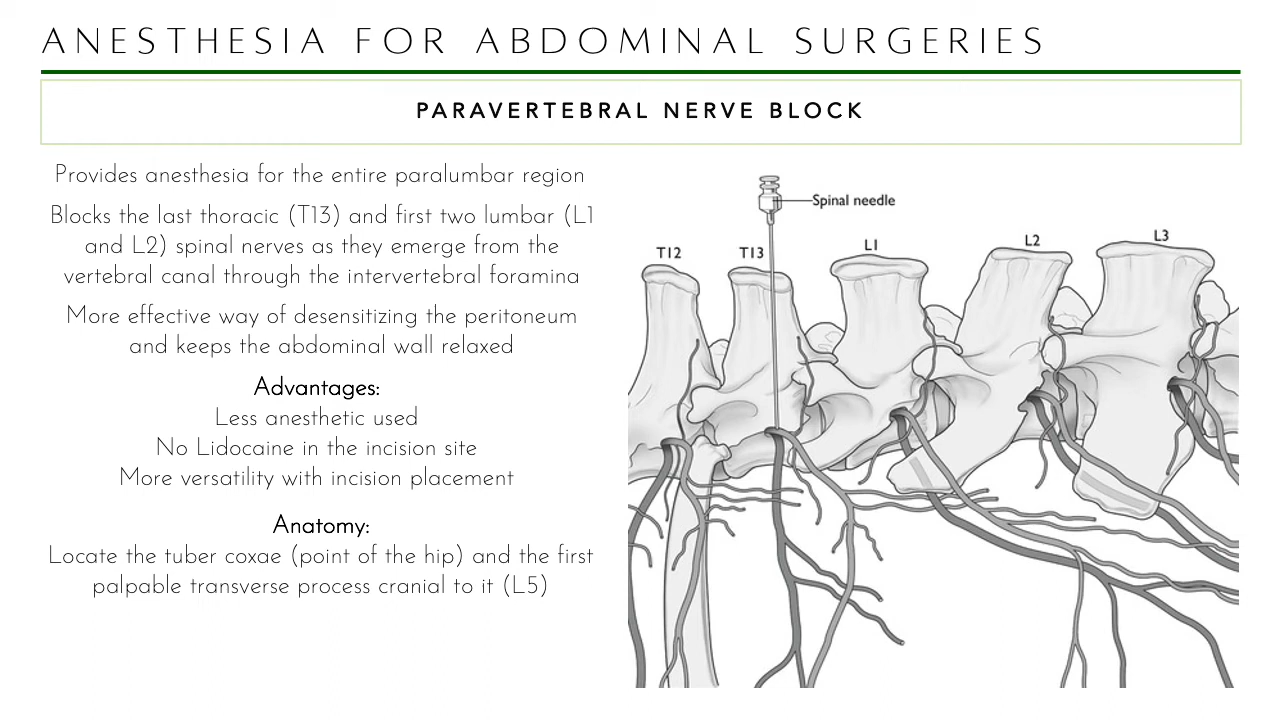 ANESTHESIA FOR ABDOMINAL SURGERIES
PARAVERTEBRAL NERVE BLOCK
Provides anesthesia for the entire paralumbar region
Blocks the last thoracic (T13) and first two lumbar (L1
and L2) spinal nerves as they emerge from the
vertebral canal through the intervertebral foramina
More effective way of desensitizing the peritoneum
and keeps the abdominal wall relaxed
Advantages:
Less anesthetic used
No Lidocaine in the incision site
More versatility with incision placement
Anatomy:
Locate the tuber coxae (point of the hip) and the first
palpable transverse process cranial to it (L5)
Spinal needle
T12
T13
L1
L2
L3